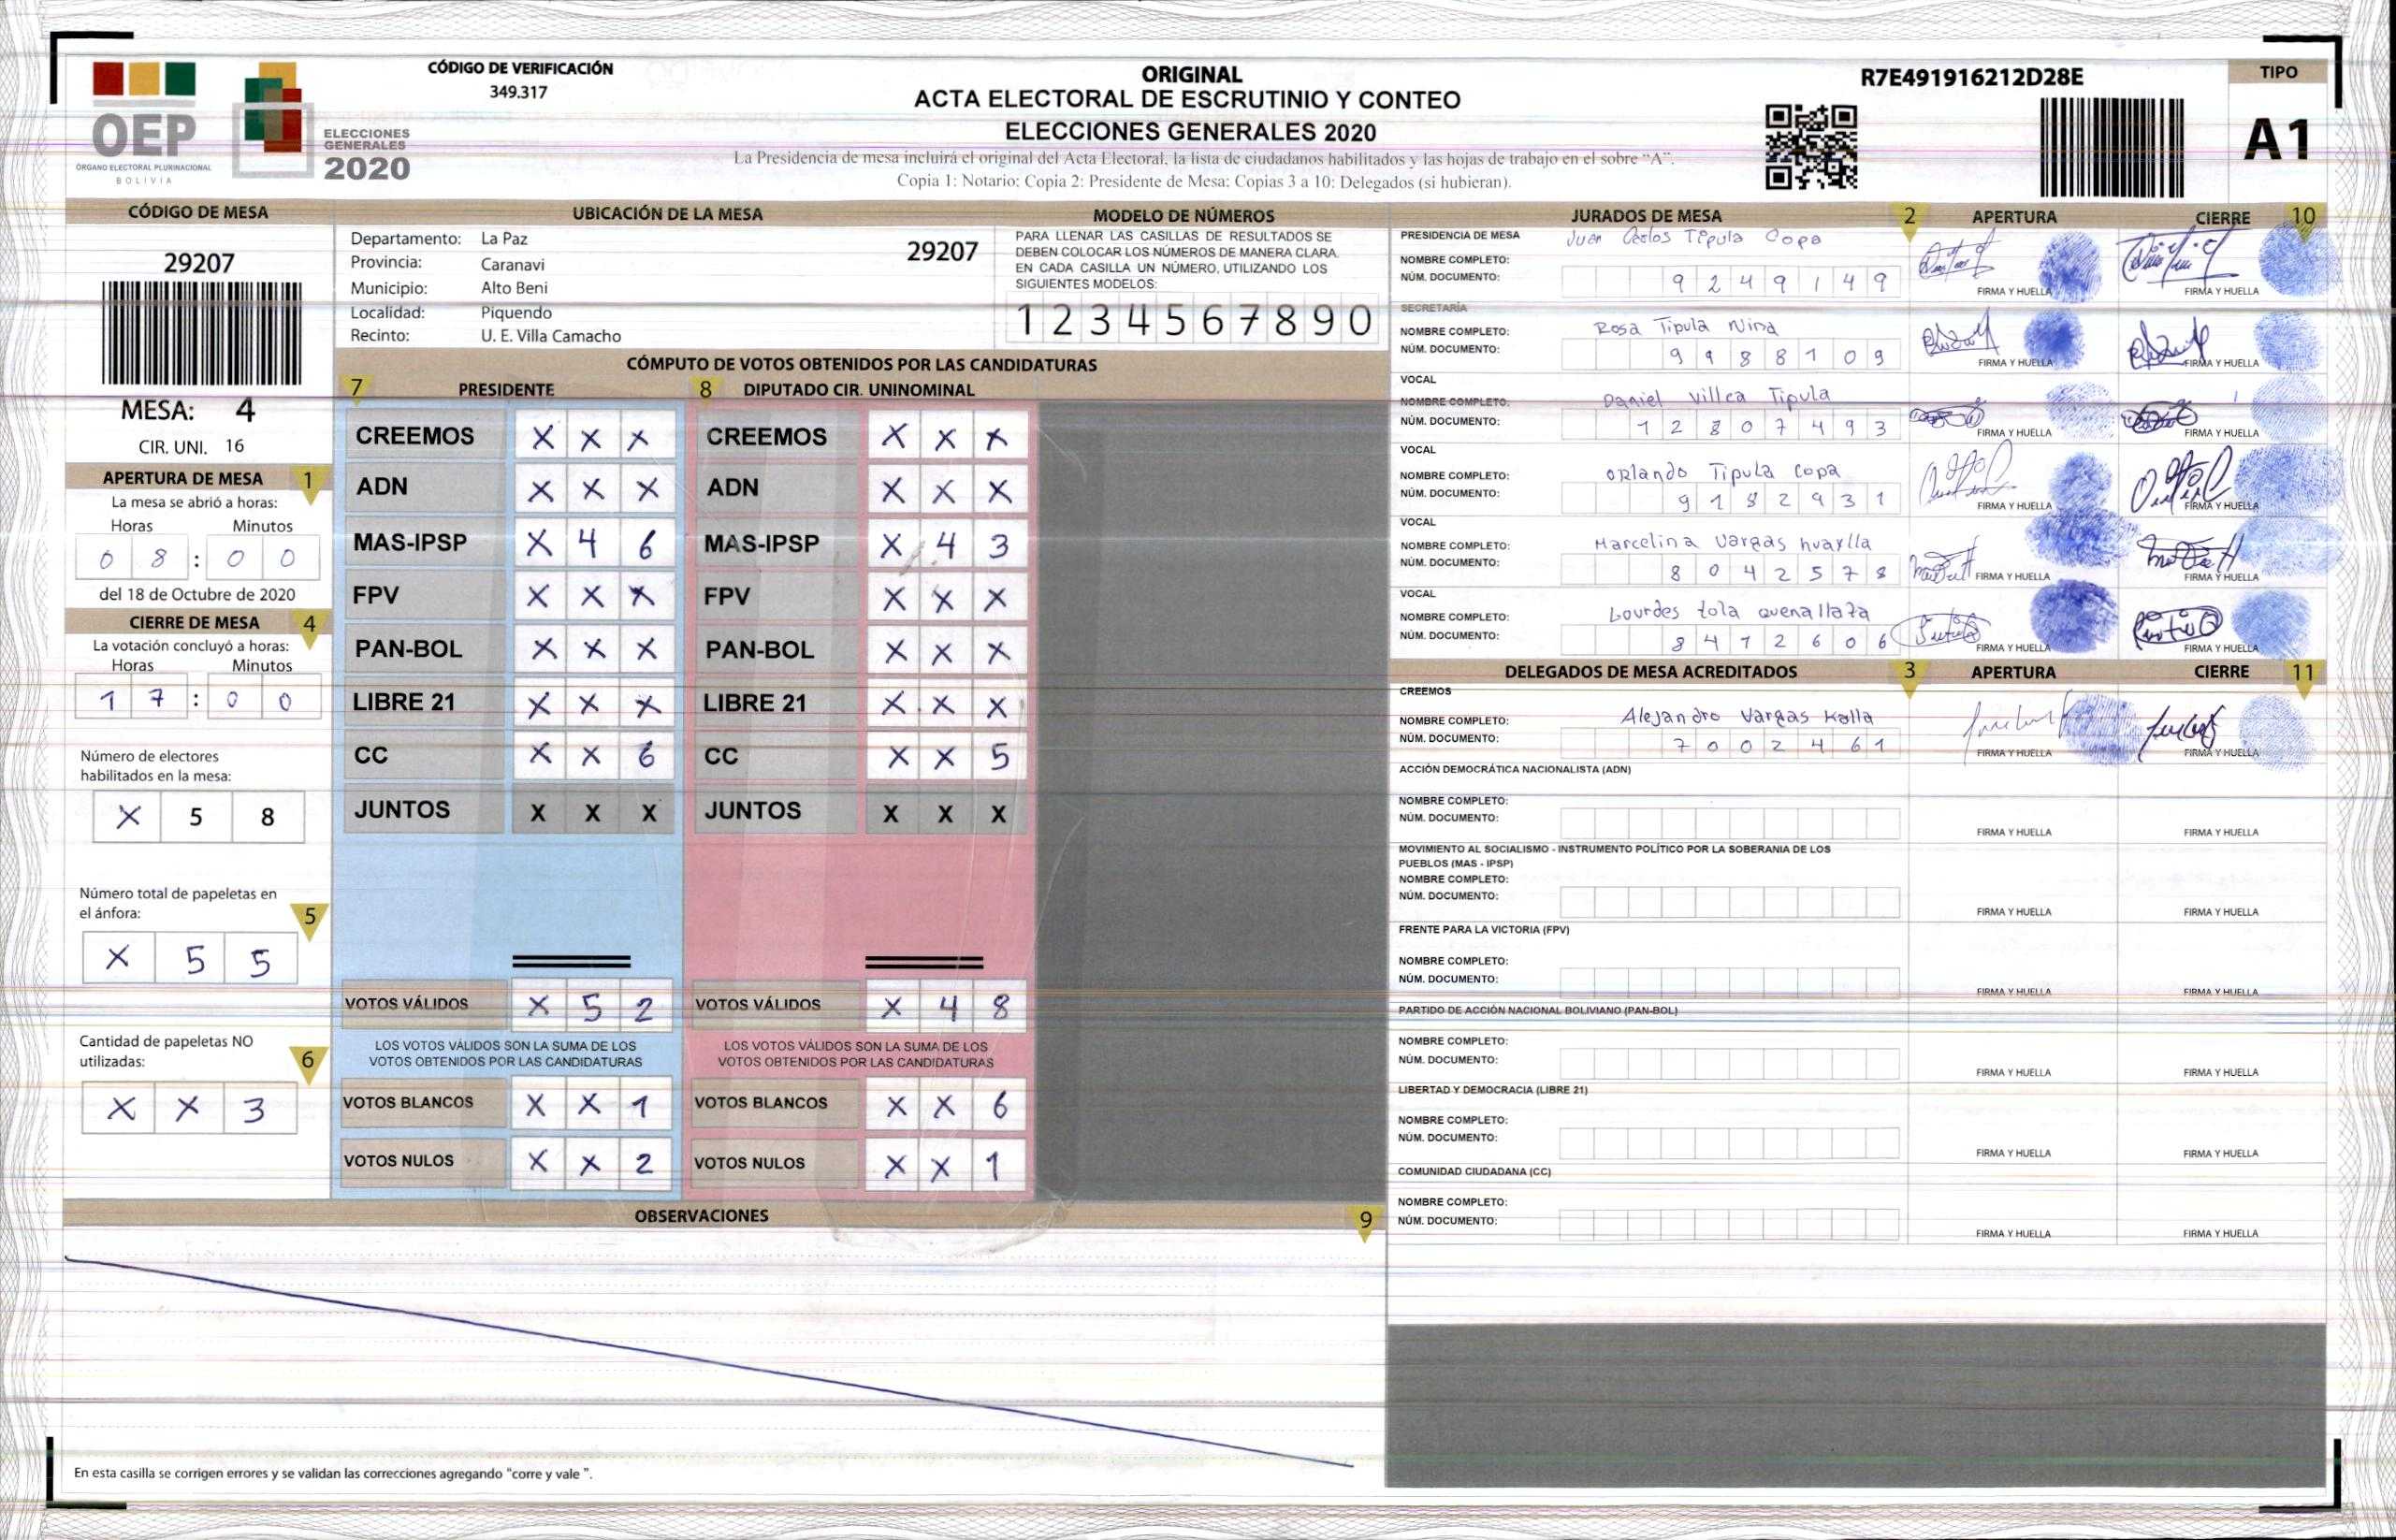 CÓDIGO DE VERIFICACIÓN
349.317
OEP
ÓRGANO ELECTORAL PLURINACIONAL
BOLIVIA
ELECCIONES
GENERALES
2020
ORIGINAL
ACTA ELECTORAL DE ESCRUTINIO Y CONTEO
ELECCIONES GENERALES 2020
La Presidencia de mesa incluirá el original del Acta Electoral, la lista de ciudadanos habilitados y las hojas de trabajo en el sobre "A".
Copia 1: Notario; Copia 2: Presidente de Mesa; Copias 3 a 10: Delegados (si hubieran).
R7E491916212D28E
TIPO
A1
CÓDIGO DE MESA
29207
MESA: 4
CIR. UNI. 16
APERTURA DE MESA 1
La mesa se abrió a horas:
Horas Minutos
0 8 : 0 0
del 18 de Octubre de 2020
CIERRE DE MESA 4
La votación concluyó a horas:
Horas Minutos
1 7 : 0 0
Número de electores
habilitados en la mesa:
X 5 8
Número total de papeletas en
el ánfora: 5
X 5 5
Cantidad de papeletas NO
utilizadas: 6
X X 3
UBICACIÓN DE LA MESA
Departamento: La Paz
29207
Provincia: Caranavi
Municipio: Alto Beni
Localidad: Piquendo
Recinto: U. E. Villa Camacho
MODELO DE NÚMEROS
PARA LLENAR LAS CASILLAS DE RESULTADOS SE
DEBEN COLOCAR LOS NÚMEROS DE MANERA CLARA.
EN CADA CASILLA UN NÚMERO, UTILIZANDO LOS
SIGUIENTES MODELOS:
1 2 3 4 5 6 7 8 9 0
CÓMPUTO DE VOTOS OBTENIDOS POR LAS CANDIDATURAS
7 PRESIDENTE 8 DIPUTADO CIR. UNINOMINAL
CREEMOS X X X CREEMOS X X X
ADN X X X ADN X X X
MAS-IPSP X 4 6 MAS-IPSP X 4 3
FPV X X X FPV X X X
PAN-BOL X X X PAN-BOL X X X
LIBRE 21 X X X LIBRE 21 X X X
CC X X 6 CC X X 5
JUNTOS X X X JUNTOS X X X
VOTOS VÁLIDOS X 5 2 VOTOS VÁLIDOS X 4 8
LOS VOTOS VÁLIDOS SON LA SUMA DE LOS LOS VOTOS VÁLIDOS SON LA SUMA DE LOS
VOTOS OBTENIDOS POR LAS CANDIDATURAS VOTOS OBTENIDOS POR LAS CANDIDATURAS
VOTOS BLANCOS X X 1 VOTOS BLANCOS X X 6
VOTOS NULOS X X 2 VOTOS NULOS X X 1
OBSERVACIONES 9
En esta casilla se corrigen errores y se validan las correcciones agregando "corre y vale ".
JURADOS DE MESA 2 APERTURA CIERRE 10
PRESIDENCIA DE MESA
NOMBRE COMPLETO: Juan Carlos Tipula Copa
NÚM. DOCUMENTO: 9 2 4 9 1 4 9
FIRMA Y HUELLA FIRMA Y HUELLA
SECRETARÍA
NOMBRE COMPLETO: Rosa Tipula Nina
NÚM. DOCUMENTO: 9 9 8 8 1 0 9
FIRMA Y HUELLA FIRMA Y HUELLA
VOCAL
NOMBRE COMPLETO: Daniel Villca Tipula
NÚM. DOCUMENTO: 1 2 8 0 7 4 9 3
FIRMA Y HUELLA FIRMA Y HUELLA
VOCAL
NOMBRE COMPLETO: Orlando Tipula Copa
NÚM. DOCUMENTO: 9 1 8 2 9 3 1
FIRMA Y HUELLA FIRMA Y HUELLA
VOCAL
NOMBRE COMPLETO: Marcelina Vargas
NÚM. DOCUMENTO: 8 0 4 2 5 7 8
FIRMA Y HUELLA FIRMA Y HUELLA
VOCAL
NOMBRE COMPLETO: Lourdes tola
NÚM. DOCUMENTO: 8 4 7 2 6 0 6
FIRMA Y HUELLA FIRMA Y HUELLA
DELEGADOS DE MESA ACREDITADOS 3 APERTURA CIERRE 11
CREEMOS
NOMBRE COMPLETO: Alejandro Vargas Kalla
NÚM. DOCUMENTO: 7 0 0 2 4 6 1
FIRMA Y HUELLA FIRMA Y HUELLA
ACCIÓN DEMOCRÁTICA NACIONALISTA (ADN)
NOMBRE COMPLETO:
NÚM. DOCUMENTO:
FIRMA Y HUELLA FIRMA Y HUELLA
MOVIMIENTO AL SOCIALISMO - INSTRUMENTO POLÍTICO POR LA SOBERANIA DE LOS
PUEBLOS (MAS - IPSP)
NOMBRE COMPLETO:
NÚM. DOCUMENTO:
FIRMA Y HUELLA FIRMA Y HUELLA
FRENTE PARA LA VICTORIA (FPV)
NOMBRE COMPLETO:
NÚM. DOCUMENTO:
FIRMA Y HUELLA FIRMA Y HUELLA
PARTIDO DE ACCIÓN NACIONAL BOLIVIANO (PAN-BOL)
NOMBRE COMPLETO:
NÚM. DOCUMENTO:
FIRMA Y HUELLA FIRMA Y HUELLA
LIBERTAD Y DEMOCRACIA (LIBRE 21)
NOMBRE COMPLETO:
NÚM. DOCUMENTO:
FIRMA Y HUELLA FIRMA Y HUELLA
COMUNIDAD CIUDADANA (CC)
NOMBRE COMPLETO:
NÚM. DOCUMENTO:
FIRMA Y HUELLA FIRMA Y HUELLA